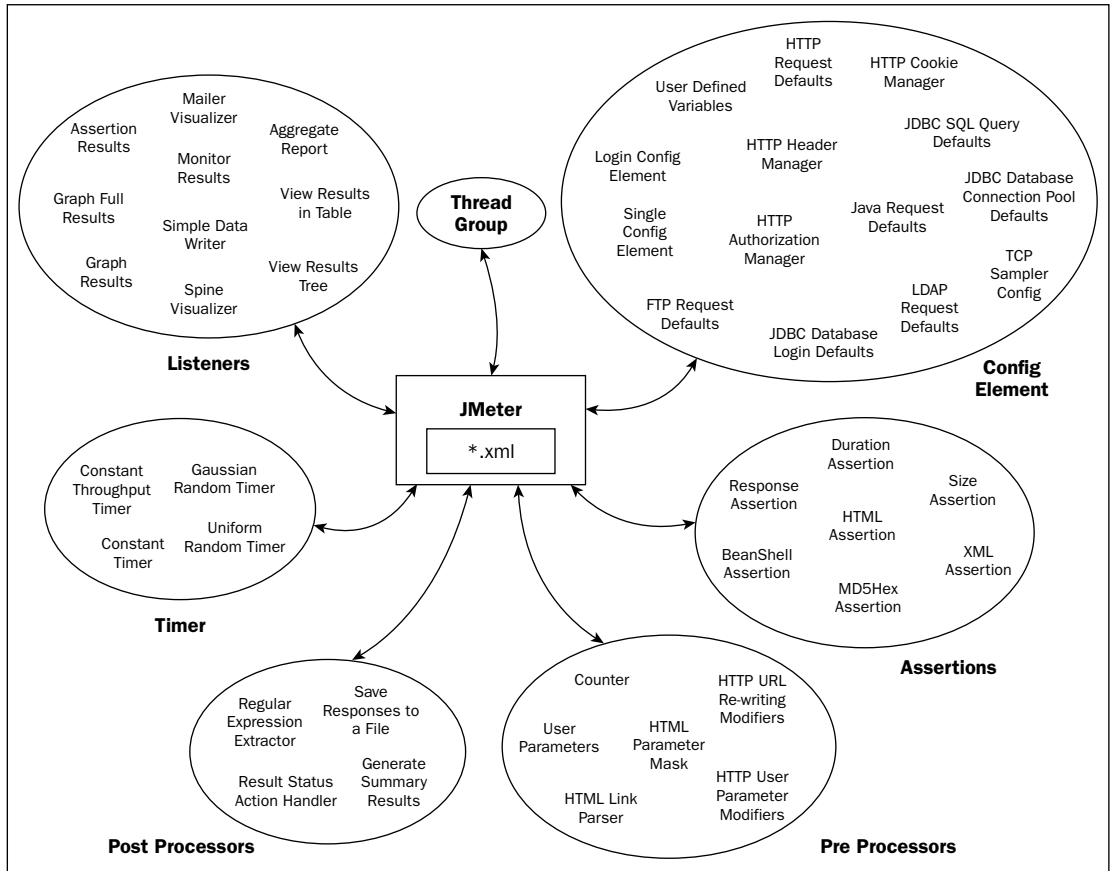 Mailer
Visualizer
Assertion
Results
Aggregate
Report
Monitor
Results
Graph Full
Results
View Results
in Table
Simple Data
Writer
Graph
Results
View Results
Tree
Spine
Visualizer
Listeners
Thread
Group
HTTP
Request
Defaults
HTTP Cookie
Manager
User Defined
Variables
JDBC SQL Query
Defaults
HTTP Header
Manager
Login Config
Element
JDBC Database
Connection Pool
Defaults
Single
Config
Element
HTTP
Authorization
Manager
Java Request
Defaults
TCP
Sampler
Config
LDAP
Request
Defaults
FTP Request
Defaults
JDBC Database
Login Defaults
Config
Element
JMeter
*.xml
Constant
Throughput
Timer
Gaussian
Random Timer
Constant
Timer
Uniform
Random Timer
Timer
Duration
Assertion
Response
Assertion
Size
Assertion
HTML
Assertion
BeanShell
Assertion
XML
Assertion
MD5Hex
Assertion
Assertions
Regular
Expression
Extractor
Save
Responses to
a File
Result Status
Action Handler
Generate
Summary
Results
Post Processors
Counter
HTTP URL
Re-writing
Modifiers
User
Parameters
HTML
Parameter
Mask
HTML Link
Parser
HTTP User
Parameter
Modifiers
Pre Processors